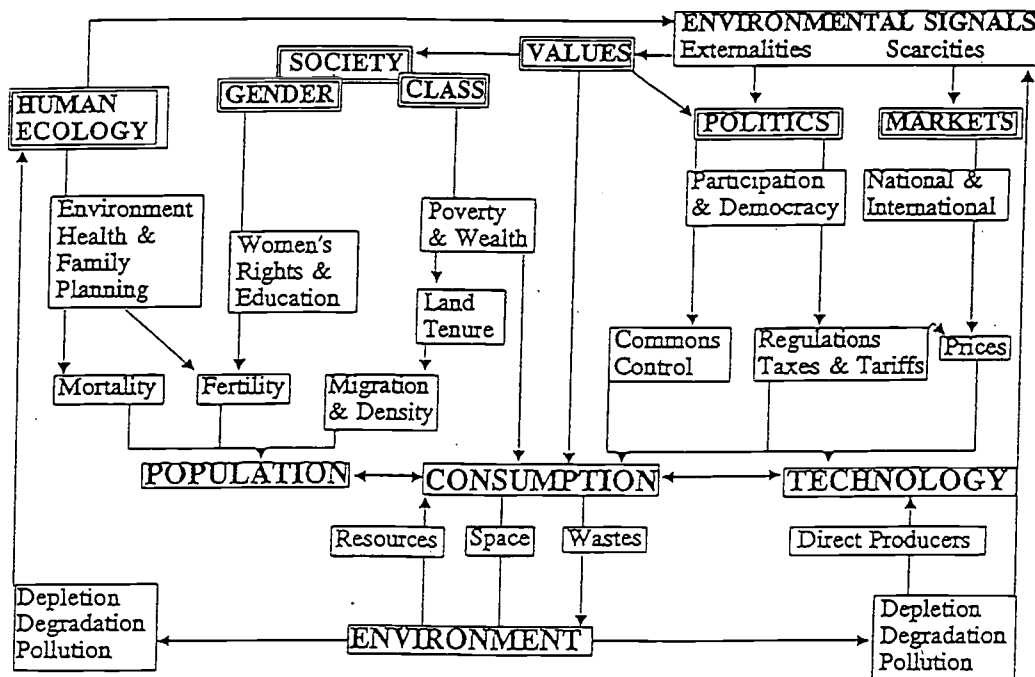 ENVIRONMENTAL SIGNALS
Externalities Scarcities
VALUES
SOCIETY
GENDER
CLASS
HUMAN
ECOLOGY
POLITICS
MARKETS
Participation
& Democracy
National &
International
Environment
Health &
Family
Planning
Women's
Rights &
Education
Poverty
& Wealth
Land
Tenure
Commons
Control
Regulations
Taxes & Tariffs
Prices
Mortality
Fertility
Migration
& Density
POPULATION
CONSUMPTION
TECHNOLOGY
Resources
Space
Wastes
Direct Producers
Depletion
Degradation
Pollution
ENVIRONMENT
Depletion
Degradation
Pollution